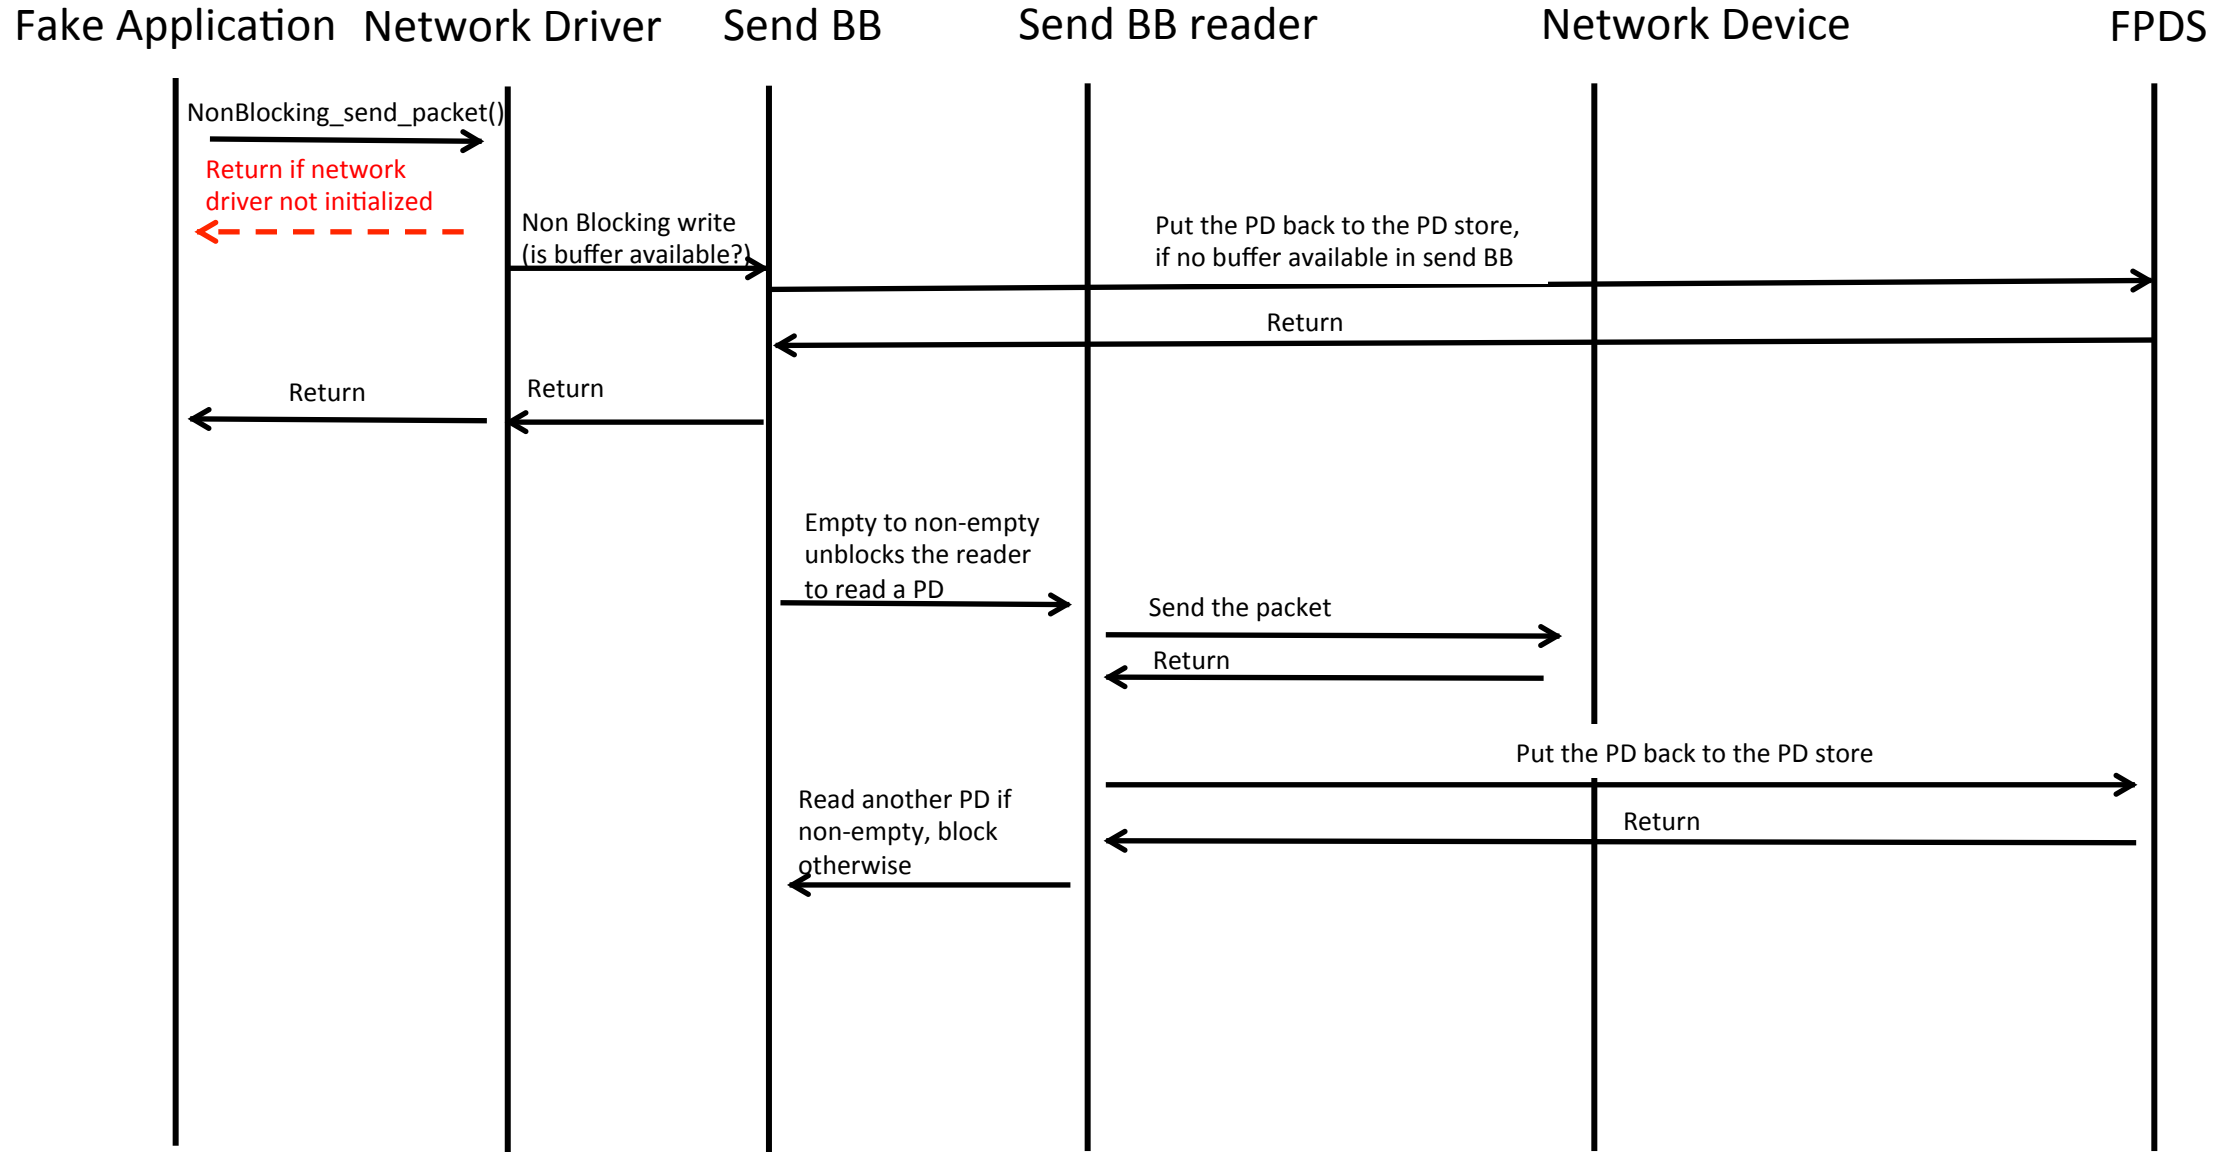 Fake Application
Network Driver
Send BB
Send BB reader
Network Device
FPDS
NonBlocking_send_packet()
Return if network
driver not initialized
Non Blocking write
(is buffer available?)
Put the PD back to the PD store,
if no buffer available in send BB
Return
Return
Return
Empty to non-empty
unblocks the reader
to read a PD
Send the packet
Return
Put the PD back to the PD store
Read another PD if
non-empty, block
otherwise
Return